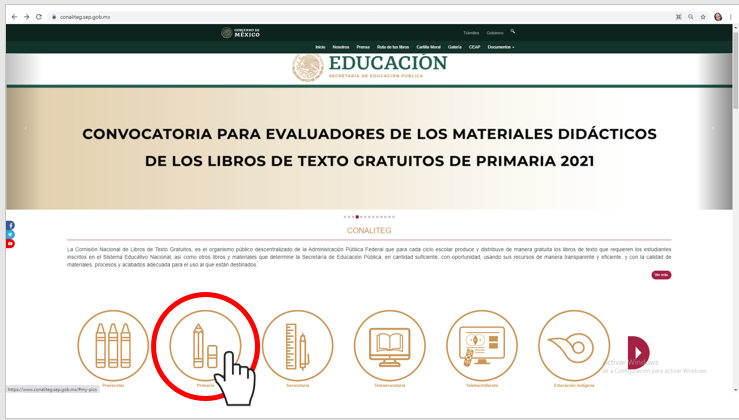 conaliteg.sep.gob.mx
GOBIERNO DE
MÉXICO
Trámites Gobierno
Inicio Nosotros Prensa Ruta de los libros Cartilla Moral Galería CEAP Documentos
EDUCACIÓN
SECRETARÍA DE EDUCACIÓN PÚBLICA
CONVOCATORIA PARA EVALUADORES DE LOS MATERIALES DIDÁCTICOS
DE LOS LIBROS DE TEXTO GRATUITOS DE PRIMARIA 2021
CONALITEG
La Comisión Nacional de Libros de Texto Gratuitos, es el organismo público descentralizado de la Administración Pública Federal que para cada ciclo escolar produce y distribuye de manera gratuita los libros de texto que requieren los estudiantes
inscritos en el Sistema Educativo Nacional, así como otros libros y materiales que determine la Secretaría de Educación Pública, en cantidad suficiente, con oportunidad, usando sus recursos de manera transparente y eficiente, y con la calidad de
materiales, procesos y acabados adecuada para el uso al que están destinados.
Ver más
Preescolar Primaria Secundaria Telesecundaria Telebachillerato Educación Indígena
Activar Windows
Ve a Configuración para activar Windows.
https://www.conaliteg.sep.gob.mx/#my-pics